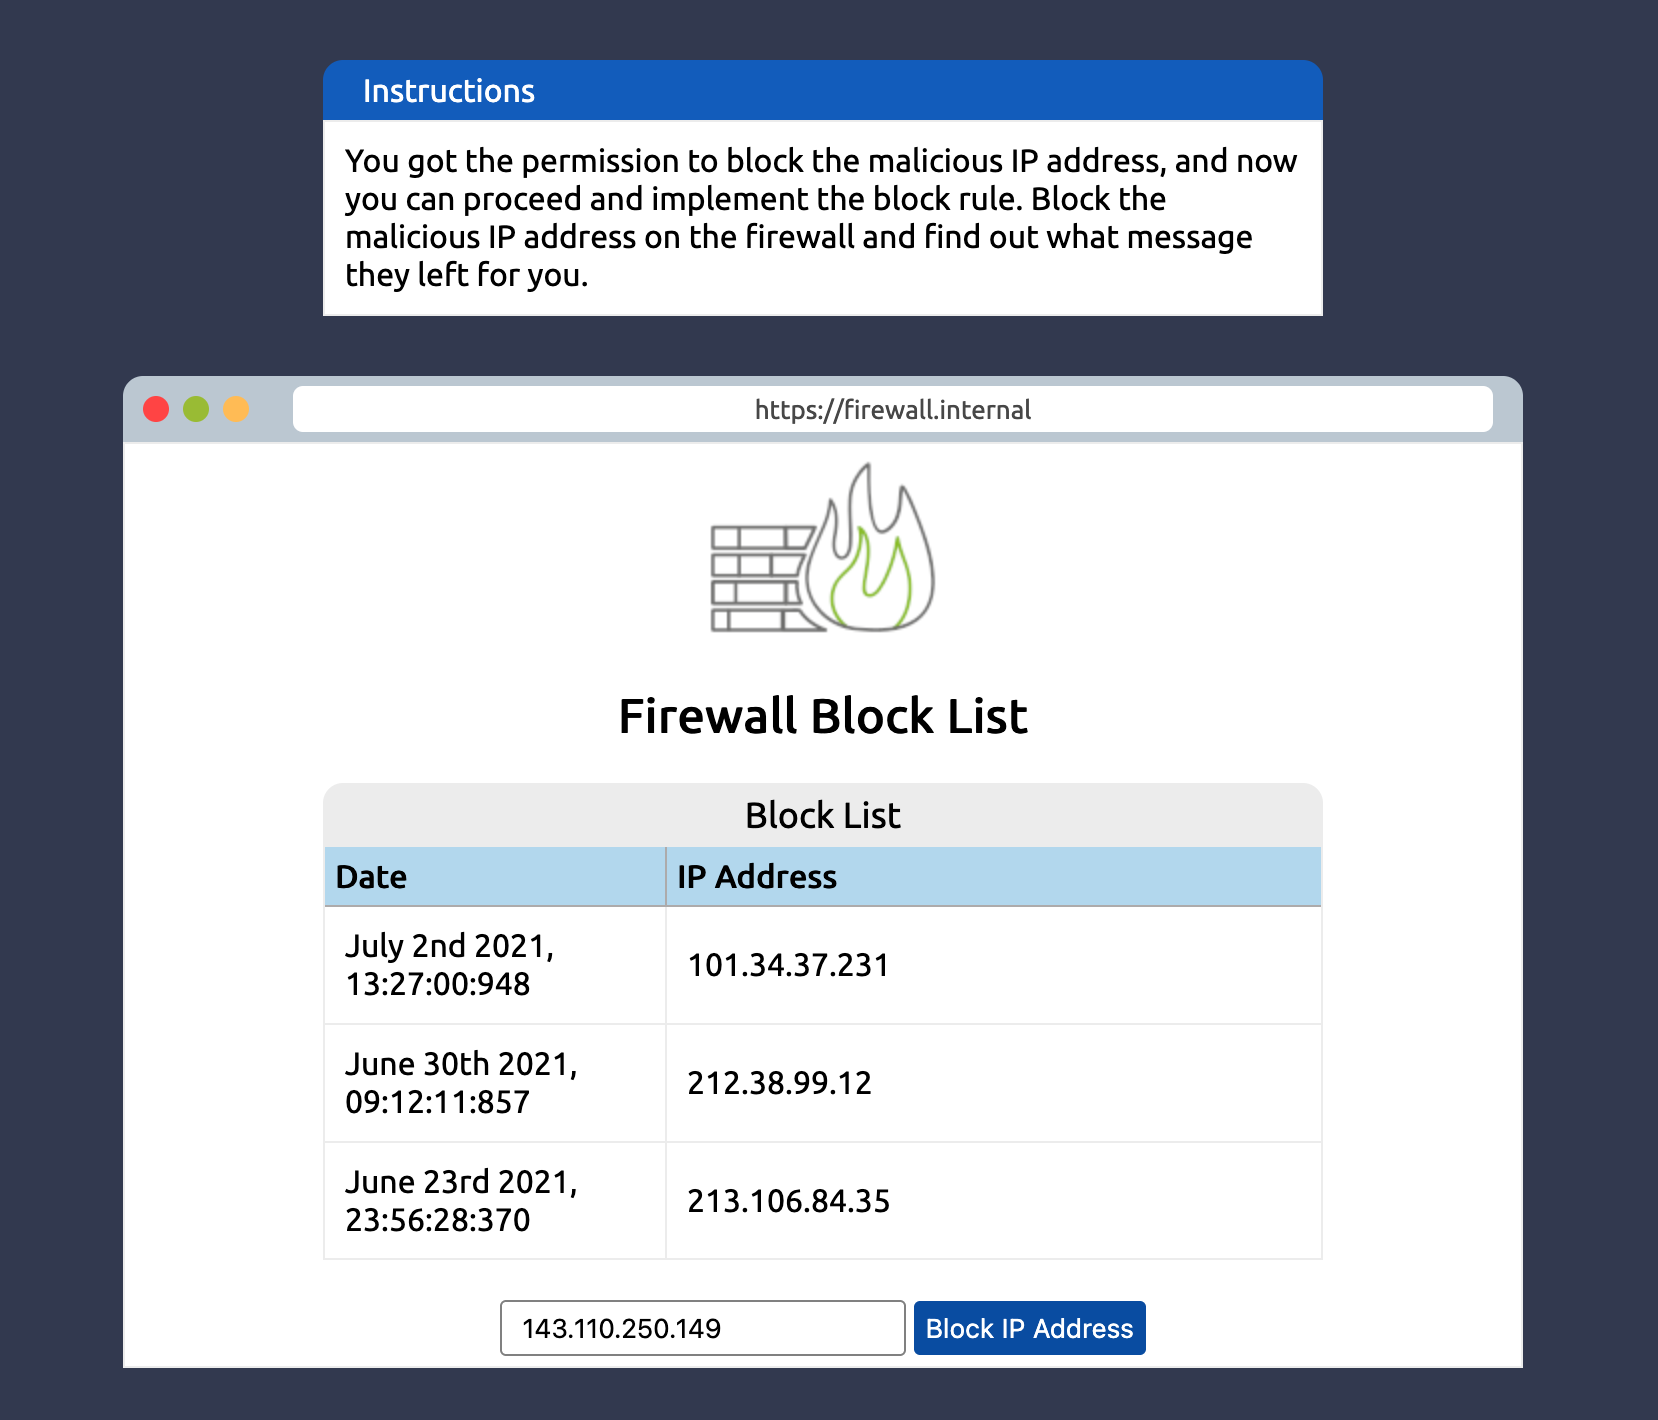 Instructions
You got the permission to block the malicious IP address, and now
you can proceed and implement the block rule. Block the
malicious IP address on the firewall and find out what message
they left for you.
https://firewall.internal
Firewall Block List
Block List
Date IP Address
July 2nd 2021,
13:27:00:948
101.34.37.231
June 30th 2021,
09:12:11:857
212.38.99.12
June 23rd 2021,
23:56:28:370
213.106.84.35
143.110.250.149 Block IP Address